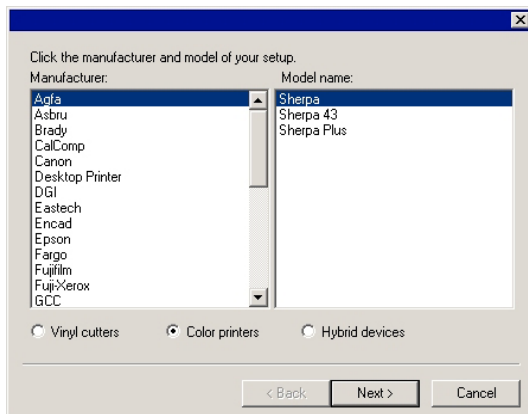 Click the manufacturer and model of your setup.
Manufacturer:
Agfa
Asbru
Brady
CalComp
Canon
Desktop Printer
DGI
Eastech
Encad
Epson
Fargo
Fujifilm
Fuji-Xerox
GCC
Model name:
Sherpa
Sherpa 43
Sherpa Plus
Vinyl cutters
Color printers
Hybrid devices
< Back
Next >
Cancel